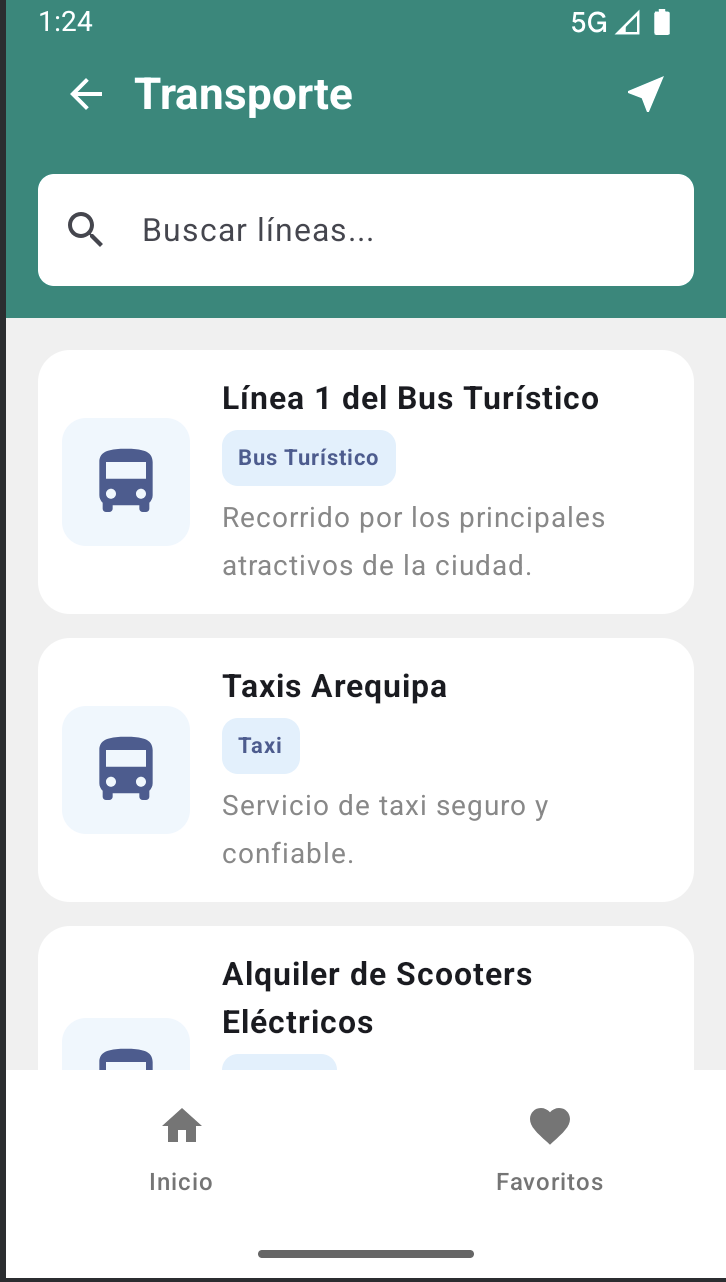 1:24
5G
Transporte
Buscar líneas...
Línea 1 del Bus Turístico
Bus Turístico
Recorrido por los principales
atractivos de la ciudad.
Taxis Arequipa
Taxi
Servicio de taxi seguro y
confiable.
Alquiler de Scooters
Eléctricos
Inicio
Favoritos